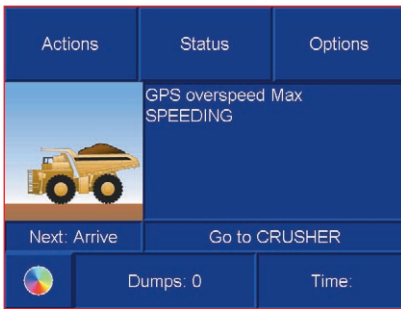 Actions
Status
Options
GPS overspeed Max
SPEEDING
Next: Arrive
Go to CRUSHER
Dumps: 0
Time: